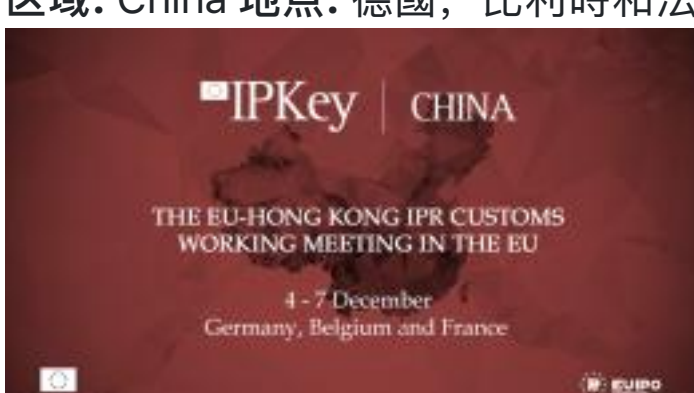 区域: China 地点: 德國，比利時和法
IPKey | CHINA
THE EU-HONG KONG IPR CUSTOMS
WORKING MEETING IN THE EU
4 - 7 December
Germany, Belgium and France
EUIPO